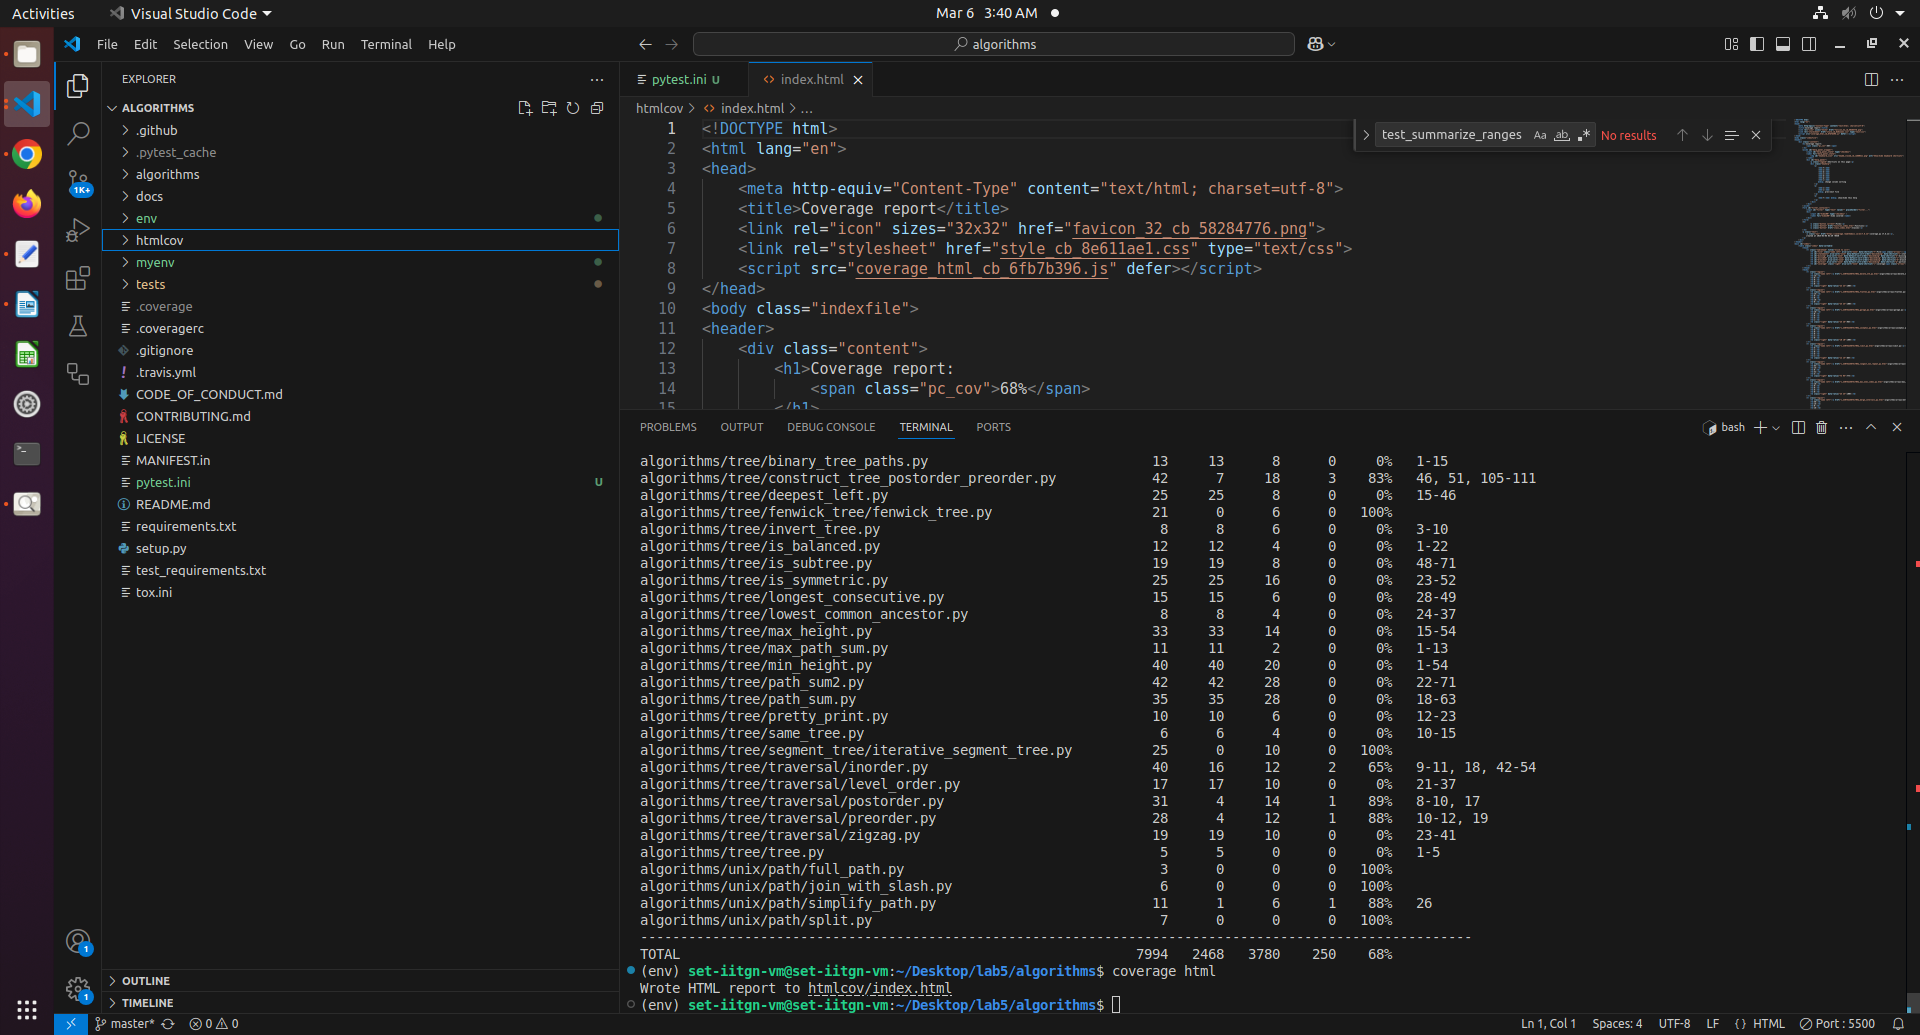 Activities Visual Studio Code Mar 6 3:40 AM
File Edit Selection View Go Run Terminal Help algorithms
EXPLORER
ALGORITHMS
.github
.pytest_cache
algorithms
docs
env
htmlcov
myenv
tests
.coverage
.coveragerc
.gitignore
! .travis.yml
CODE_OF_CONDUCT.md
CONTRIBUTING.md
LICENSE
MANIFEST.in
pytest.ini U
README.md
requirements.txt
setup.py
test_requirements.txt
tox.ini
OUTLINE
TIMELINE
1K+
1
1
pytest.ini U index.html
htmlcov > index.html > ...
test_summarize_ranges Aa ab No results
1 <!DOCTYPE html>
2 <html lang="en">
3 <head>
4 <meta http-equiv="Content-Type" content="text/html; charset=utf-8">
5 <title>Coverage report</title>
6 <link rel="icon" sizes="32x32" href="favicon_32_cb_58284776.png">
7 <link rel="stylesheet" href="style_cb_8e611ae1.css" type="text/css">
8 <script src="coverage_html_cb_6fb7b396.js" defer></script>
9 </head>
10 <body class="indexfile">
11 <header>
12 <div class="content">
13 <h1>Coverage report:
14 <span class="pc_cov">68%</span>
15 </h1>
PROBLEMS OUTPUT DEBUG CONSOLE TERMINAL PORTS bash
algorithms/tree/binary_tree_paths.py 13 13 8 0 0% 1-15
algorithms/tree/construct_tree_postorder_preorder.py 42 7 18 3 83% 46, 51, 105-111
algorithms/tree/deepest_left.py 25 25 8 0 0% 15-46
algorithms/tree/fenwick_tree/fenwick_tree.py 21 0 6 0 100%
algorithms/tree/invert_tree.py 8 8 6 0 0% 3-10
algorithms/tree/is_balanced.py 12 12 4 0 0% 1-22
algorithms/tree/is_subtree.py 19 19 8 0 0% 48-71
algorithms/tree/is_symmetric.py 25 25 16 0 0% 23-52
algorithms/tree/longest_consecutive.py 15 15 6 0 0% 28-49
algorithms/tree/lowest_common_ancestor.py 8 8 4 0 0% 24-37
algorithms/tree/max_height.py 33 33 14 0 0% 15-54
algorithms/tree/max_path_sum.py 11 11 2 0 0% 1-13
algorithms/tree/min_height.py 40 40 20 0 0% 1-54
algorithms/tree/path_sum2.py 42 42 28 0 0% 22-71
algorithms/tree/path_sum.py 35 35 28 0 0% 18-63
algorithms/tree/pretty_print.py 10 10 6 0 0% 12-23
algorithms/tree/same_tree.py 6 6 4 0 0% 10-15
algorithms/tree/segment_tree/iterative_segment_tree.py 25 0 10 0 100%
algorithms/tree/traversal/inorder.py 40 16 12 2 65% 9-11, 18, 42-54
algorithms/tree/traversal/level_order.py 17 17 10 0 0% 21-37
algorithms/tree/traversal/postorder.py 31 4 14 1 89% 8-10, 17
algorithms/tree/traversal/preorder.py 28 4 12 1 88% 10-12, 19
algorithms/tree/traversal/zigzag.py 19 19 10 0 0% 23-41
algorithms/tree/tree.py 5 5 0 0 0% 1-5
algorithms/unix/path/full_path.py 3 0 0 0 100%
algorithms/unix/path/join_with_slash.py 6 0 0 0 100%
algorithms/unix/path/simplify_path.py 11 1 6 1 88% 26
algorithms/unix/path/split.py 7 0 0 0 100%
--------------------------------------------------------------------------------------------------------
TOTAL 7994 2468 3780 250 68%
(env) set-iitgn-vm@set-iitgn-vm:~/Desktop/lab5/algorithms$ coverage html
Wrote HTML report to htmlcov/index.html
(env) set-iitgn-vm@set-iitgn-vm:~/Desktop/lab5/algorithms$
master* 0 0 Ln 1, Col 1 Spaces: 4 UTF-8 LF {} HTML Port : 5500